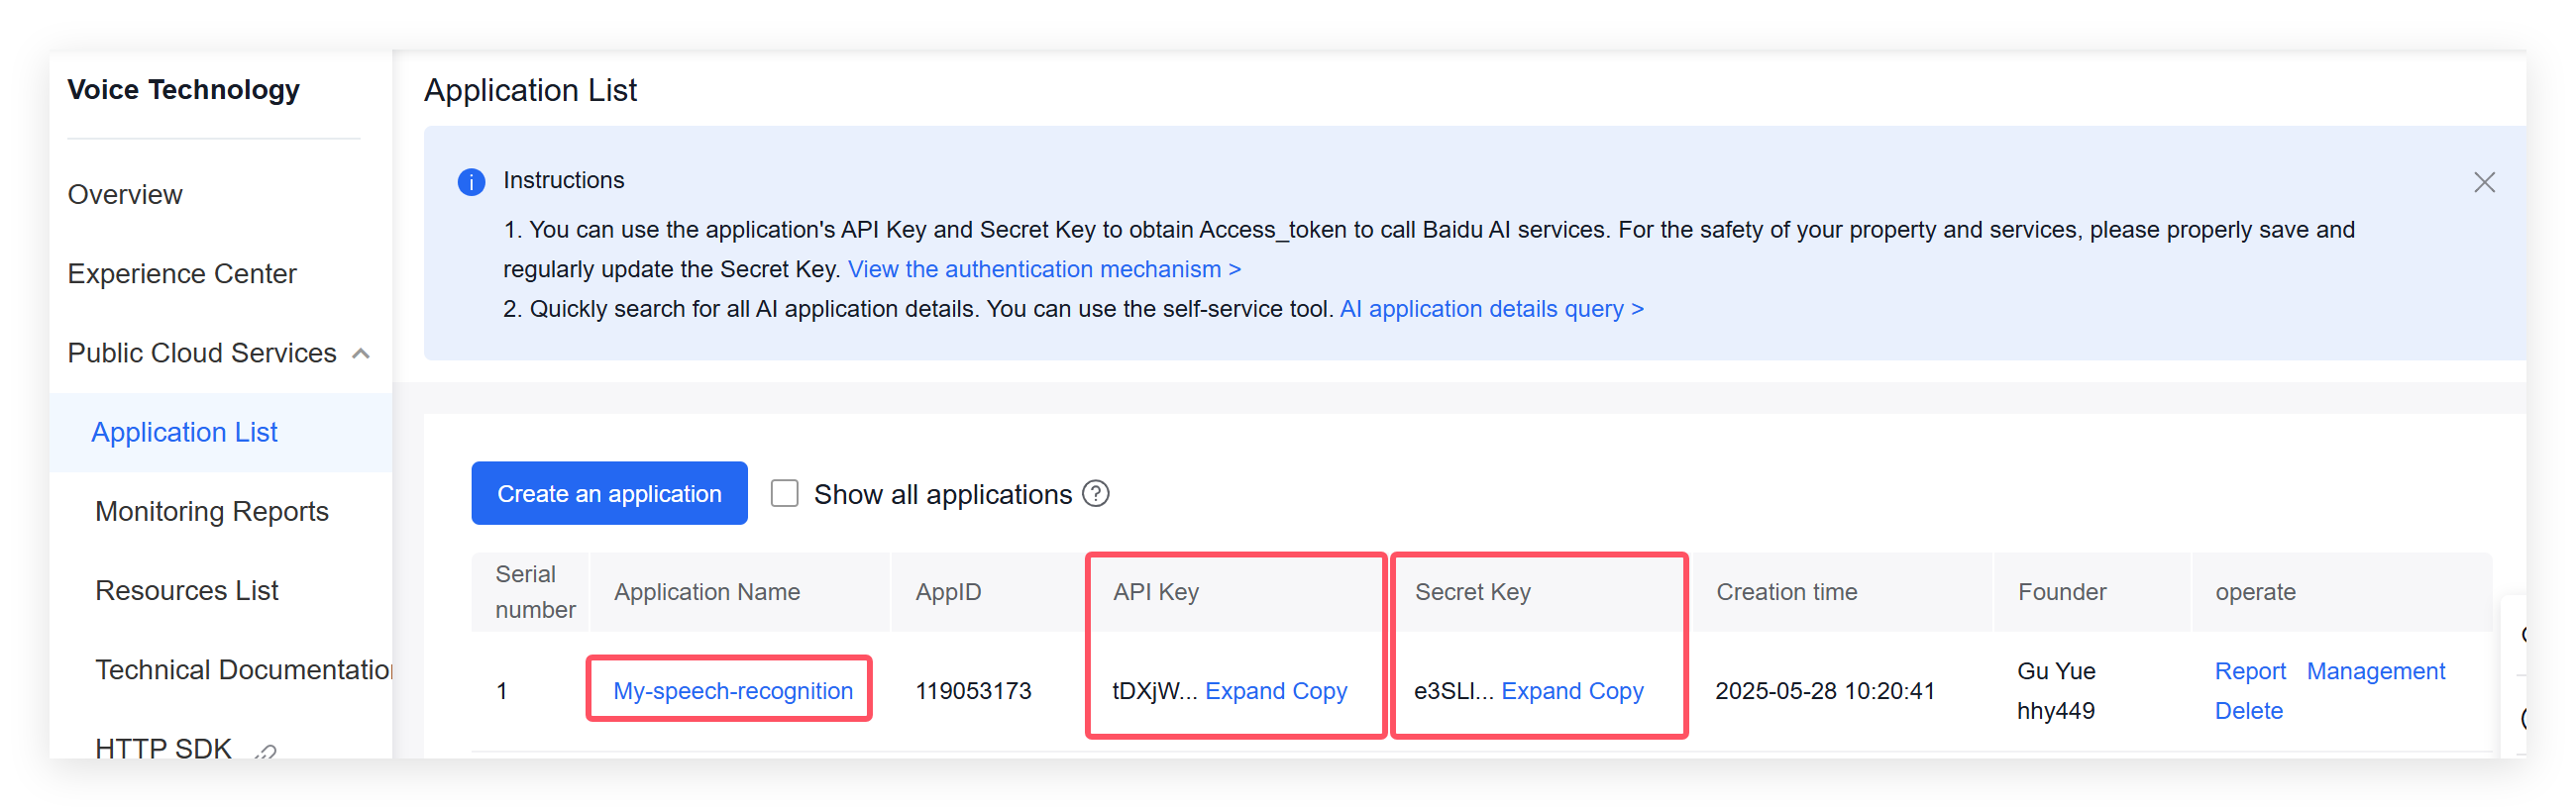 Voice Technology
Overview
Experience Center
Public Cloud Services
Application List
Monitoring Reports
Resources List
Technical Documentation
HTTP SDK
Application List
Instructions
1. You can use the application's API Key and Secret Key to obtain Access_token to call Baidu AI services. For the safety of your property and services, please properly save and
regularly update the Secret Key. View the authentication mechanism >
2. Quickly search for all AI application details. You can use the self-service tool. AI application details query >
Create an application Show all applications
Serial
number Application Name AppID API Key Secret Key Creation time Founder operate
1 My-speech-recognition 119053173 tDXjW... Expand Copy e3SLI... Expand Copy 2025-05-28 10:20:41 Gu Yue Report Management
hhy449 Delete